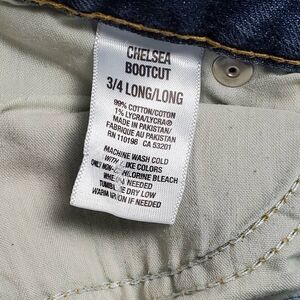 CHELSEA
BOOTCUT
3/4 LONG/LONG
99% COTTON/COTON
1% LYCRA/LYCRA®
MADE IN PAKISTAN/
FABRIQUE AU PAKISTAN
RN 110198 CA 53201
MACHINE WASH COLD
WITH LIKE COLORS
ONLY NON-CHLORINE BLEACH
WHEN NEEDED
TUMBLE DRY LOW
WARM IRON IF NEEDED